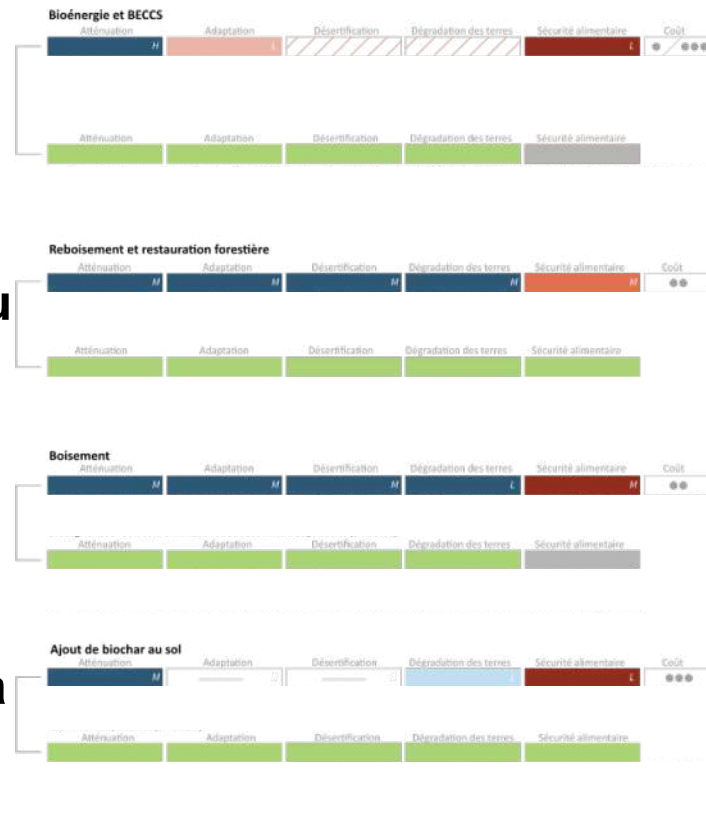 Bioénergie et BECCS
Atténuation Adaptation Désertification Dégradation des terres Sécurité alimentaire Coût
H L L
Atténuation Adaptation Désertification Dégradation des terres Sécurité alimentaire
Reboisement et restauration forestière
Atténuation Adaptation Désertification Dégradation des terres Sécurité alimentaire Coût
M M M M M
u
Atténuation Adaptation Désertification Dégradation des terres Sécurité alimentaire
Boisement
Atténuation Adaptation Désertification Dégradation des terres Sécurité alimentaire Coût
M M M L M
Atténuation Adaptation Désertification Dégradation des terres Sécurité alimentaire
Ajout de biochar au sol
Atténuation Adaptation Désertification Dégradation des terres Sécurité alimentaire Coût
M L L
Atténuation Adaptation Désertification Dégradation des terres Sécurité alimentaire